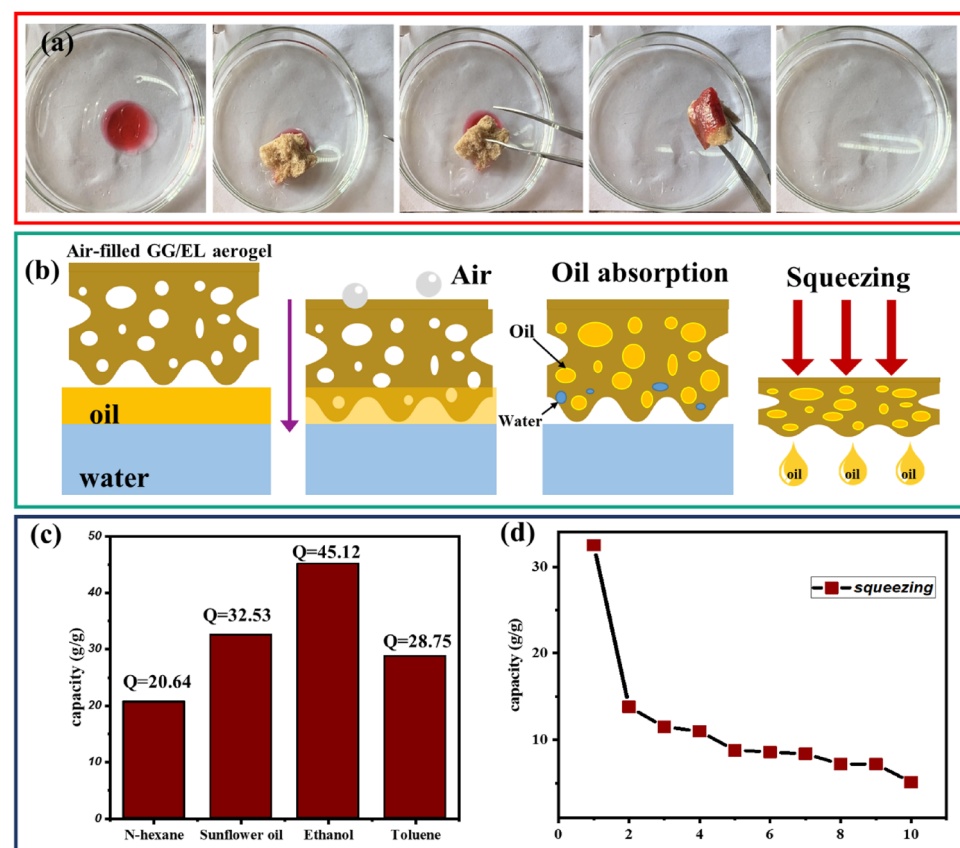 (a)
(b)
Air-filled GG/EL aerogel
oil
water
Air
Oil absorption
Oil
Water
Squeezing
oil
oil
oil
(c)
capacity (g/g)
50
40
30
20
10
0
Q=20.64
Q=32.53
Q=45.12
Q=28.75
N-hexane
Sunflower oil
Ethanol
Toluene
(d)
capacity (g/g)
30
20
10
squeezing
0
2
4
6
8
10